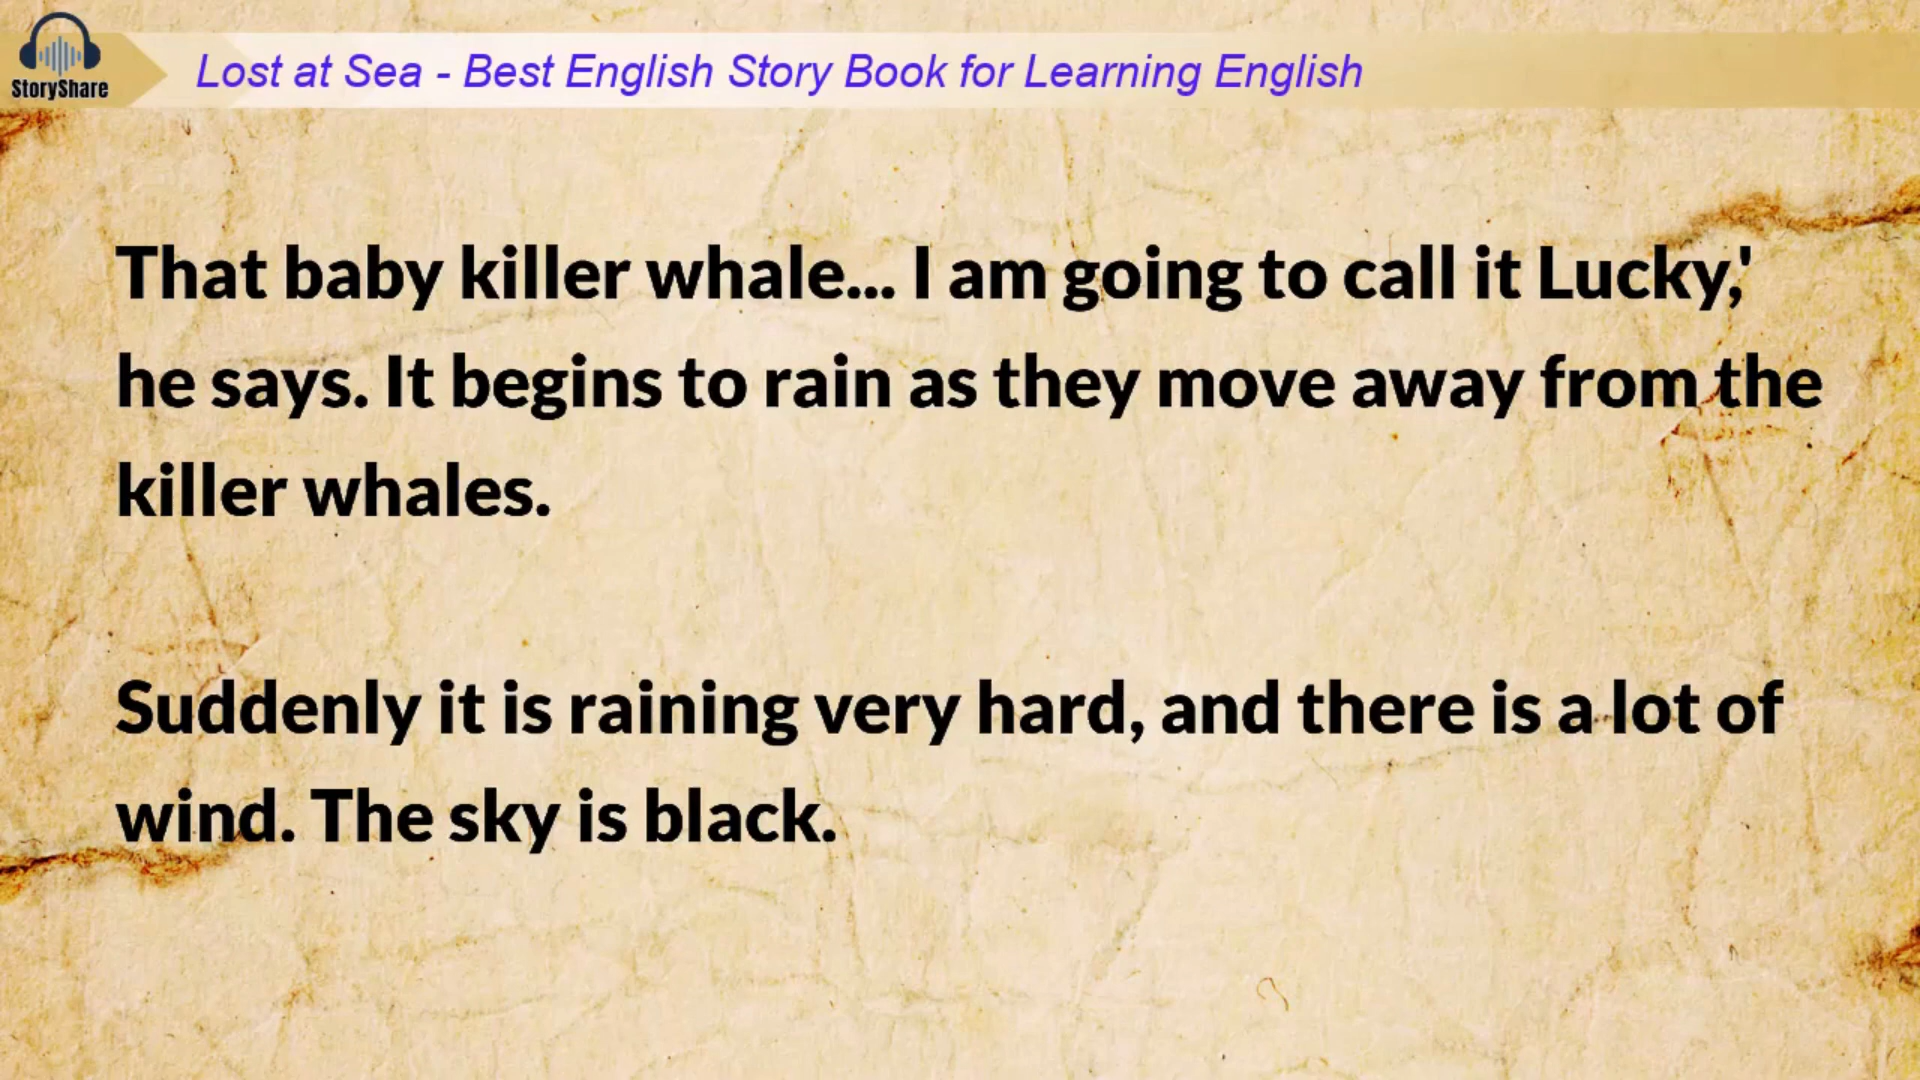 StoryShare
Lost at Sea - Best English Story Book for Learning English
That baby killer whale... I am going to call it Lucky,'
he says. It begins to rain as they move away from the
killer whales.
Suddenly it is raining very hard, and there is a lot of
wind. The sky is black.